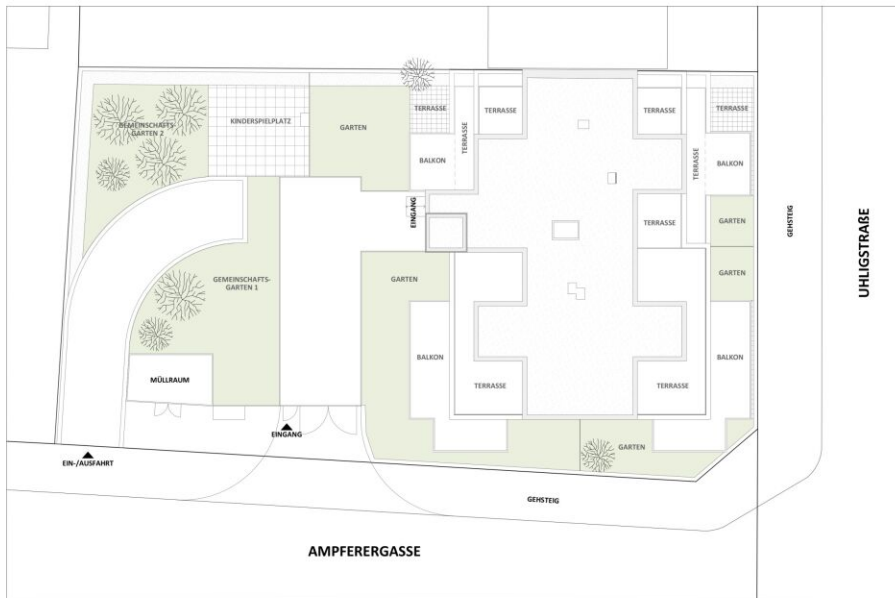 GEMEINSCHAFTS-
GARTEN 2
KINDERSPIELPLATZ
GARTEN
TERRASSE
TERRASSE
TERRASSE
BALKON
EINGANG
TERRASSE
TERRASSE
TERRASSE
BALKON
TERRASSE
GARTEN
GARTEN
GEHSTEIG
UHLIGSTRAßE
GEMEINSCHAFTS-
GARTEN 1
GARTEN
BALKON
TERRASSE
TERRASSE
BALKON
MÜLLRAUM
EINGANG
GARTEN
EIN-/AUSFAHRT
GEHSTEIG
AMPFERERGASSE